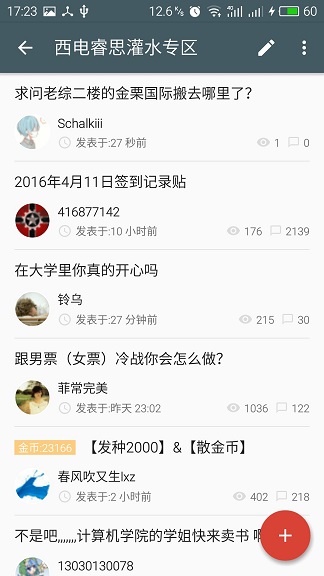 17:23 12.6 K/s 4G 60
西电睿思灌水专区
求问老综二楼的金栗国际搬去哪里了？
Schalkiii
发表于:27 秒前 1 0
2016年4月11日签到记录贴
416877142
发表于:10 小时前 176 2139
在大学里你真的开心吗
铃乌
发表于:27 分钟前 215 30
跟男票（女票）冷战你会怎么做？
菲常完美
发表于:昨天 23:02 1036 122
金币:23166 【发种2000】&【散金币】
春风吹又生lxz
发表于:2 小时前 402 218
不是吧,,,,,,,计算机学院的学姐快来卖书
13030130078